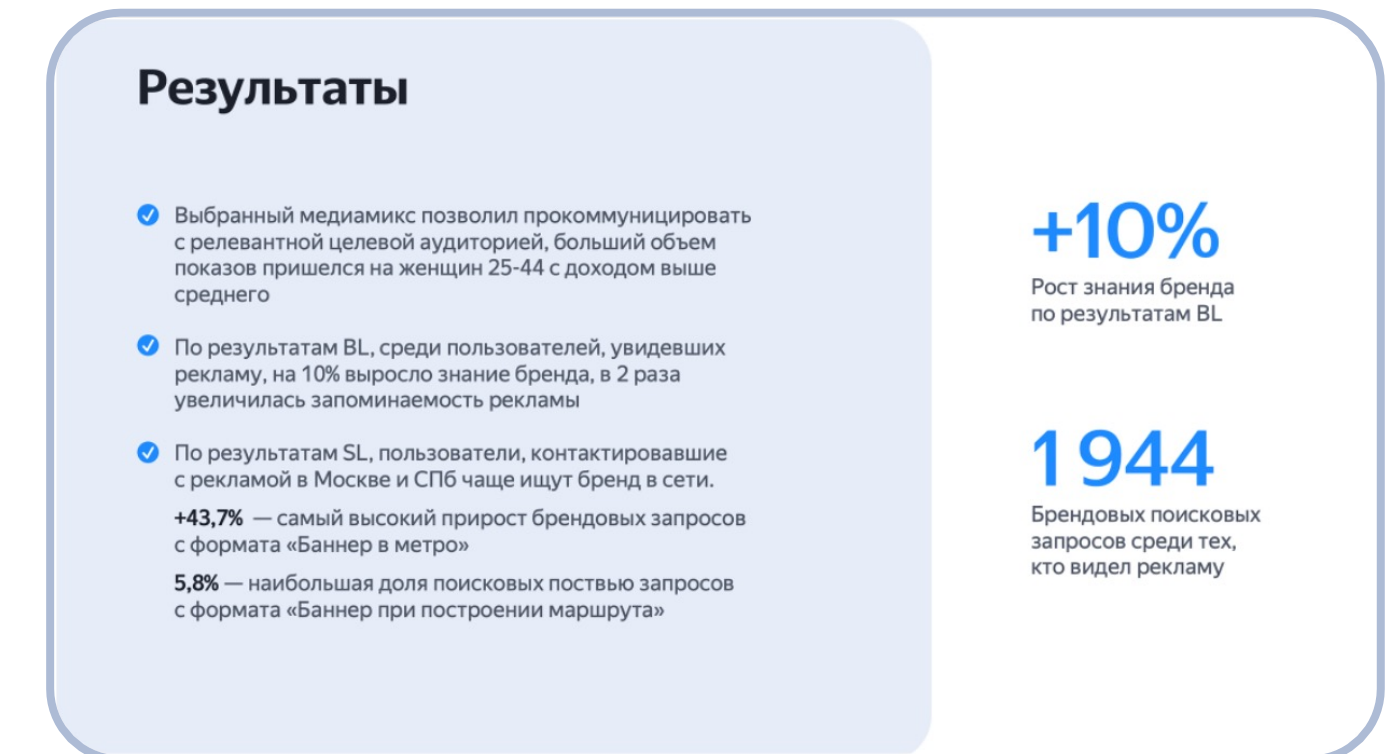 Результаты
Выбранный медиамикс позволил прокоммуницировать
с релевантной целевой аудиторией, больший объем
показов пришелся на женщин 25-44 с доходом выше
среднего
По результатам BL, среди пользователей, увидевших
рекламу, на 10% выросло знание бренда, в 2 раза
увеличилась запоминаемость рекламы
По результатам SL, пользователи, контактировавшие
с рекламой в Москве и СПб чаще ищут бренд в сети.
+43,7% — самый высокий прирост брендовых запросов
с формата «Баннер в метро»
5,8% — наибольшая доля поисковых поствью запросов
с формата «Баннер при построении маршрута»
+10%
Рост знания бренда
по результатам BL
1 944
Брендовых поисковых
запросов среди тех,
кто видел рекламу